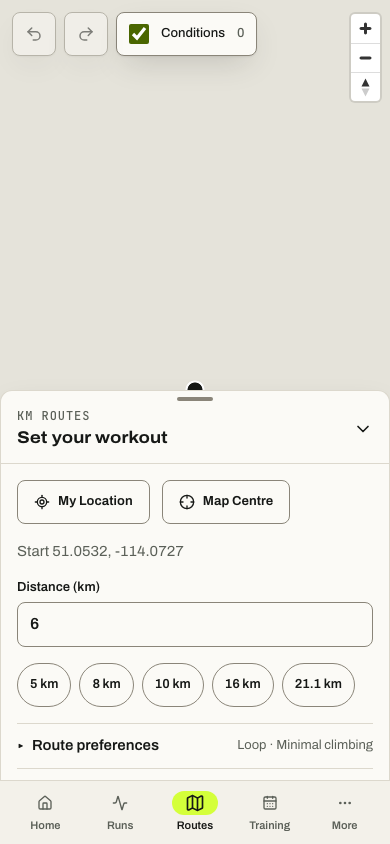 Conditions 0
KM ROUTES
Set your workout
My Location Map Centre
Start 51.0532, -114.0727
Distance (km)
6
5 km 8 km 10 km 16 km 21.1 km
Route preferences Loop · Minimal climbing
Home Runs Routes Training More